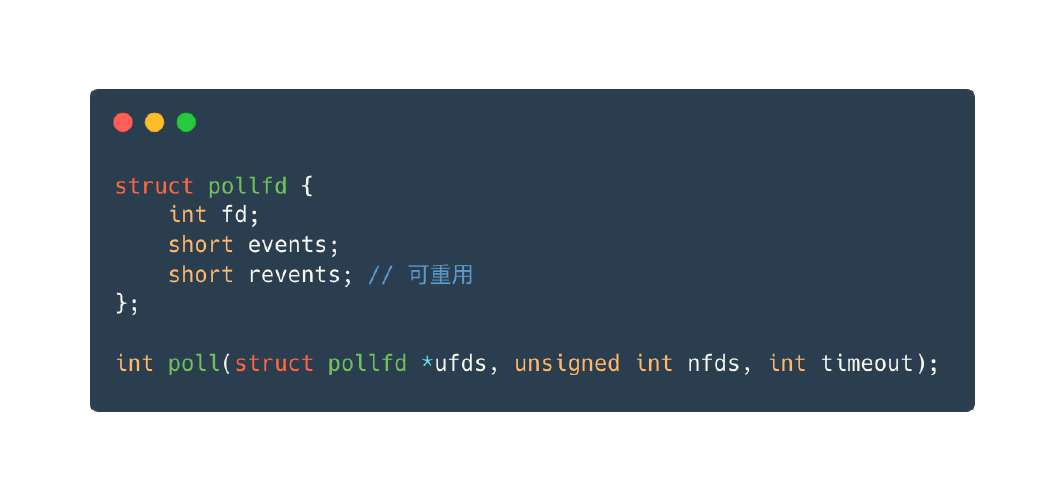 struct pollfd {
    int fd;
    short events;
    short revents; // 可重用
};

int poll(struct pollfd *ufds, unsigned int nfds, int timeout);